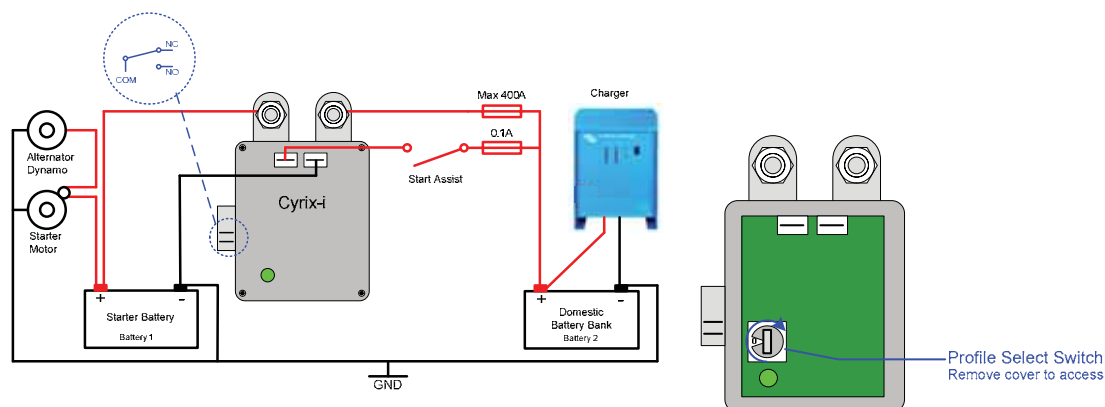 NC
COM
NO
Max 400A
Charger
0.1A
Alternator
Dynamo
Start Assist
Cyrix-i
Starter
Motor
+
-
Starter Battery
Battery 1
+
-
Domestic
Battery Bank
Battery 2
GND
Profile Select Switch
Remove cover to access